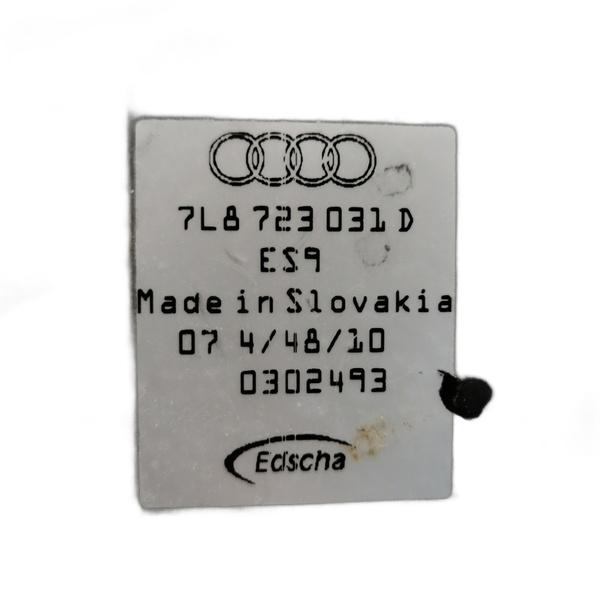 7L8 723 031 D
ES9
Made in Slovakia
07 4/48/10
0302493
Edscha